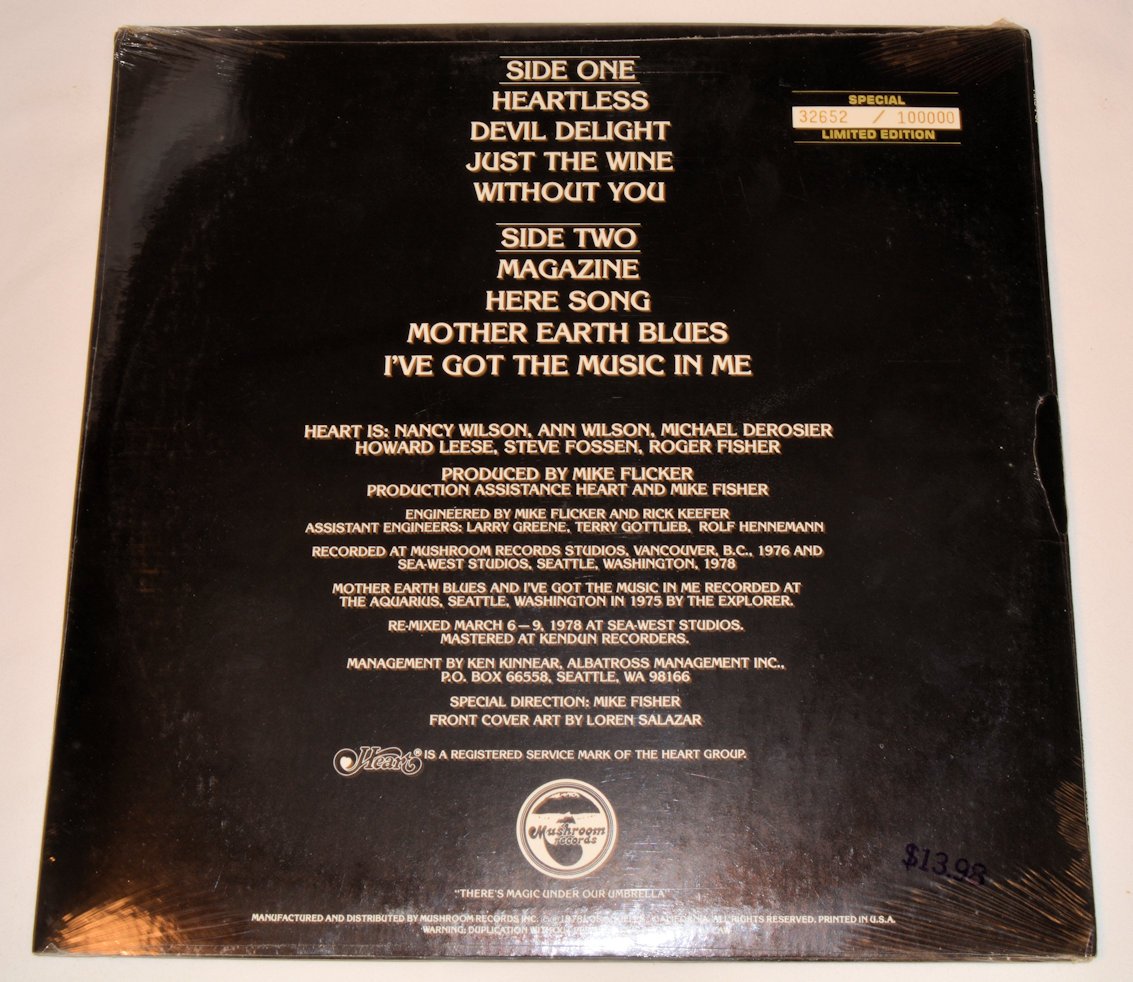 SIDE ONE
HEARTLESS
DEVIL DELIGHT
JUST THE WINE
WITHOUT YOU
SPECIAL
32652 / 100000
LIMITED EDITION
SIDE TWO
MAGAZINE
HERE SONG
MOTHER EARTH BLUES
I'VE GOT THE MUSIC IN ME
HEART IS: NANCY WILSON, ANN WILSON, MICHAEL DEROSIER
HOWARD LEESE, STEVE FOSSEN, ROGER FISHER
PRODUCED BY MIKE FLICKER
PRODUCTION ASSISTANCE HEART AND MIKE FISHER
ENGINEERED BY MIKE FLICKER AND RICK KEEFER
ASSISTANT ENGINEERS: LARRY GREENE, TERRY GOTTLIEB, ROLF HENNEMANN
RECORDED AT MUSHROOM RECORDS STUDIOS, VANCOUVER, B.C., 1976 AND
SEA-WEST STUDIOS, SEATTLE, WASHINGTON, 1978
MOTHER EARTH BLUES AND I'VE GOT THE MUSIC IN ME RECORDED AT
THE AQUARIUS, SEATTLE, WASHINGTON IN 1975 BY THE EXPLORER.
RE-MIXED MARCH 6—9, 1978 AT SEA-WEST STUDIOS.
MASTERED AT KENDUN RECORDERS.
MANAGEMENT BY KEN KINNEAR, ALBATROSS MANAGEMENT INC.,
P.O. BOX 66558, SEATTLE, WA 98166
SPECIAL DIRECTION: MIKE FISHER
FRONT COVER ART BY LOREN SALAZAR
Heart® IS A REGISTERED SERVICE MARK OF THE HEART GROUP.
Mushroom
records
$13.98
"THERE'S MAGIC UNDER OUR UMBRELLA"
MANUFACTURED AND DISTRIBUTED BY MUSHROOM RECORDS INC. 1978 CALIFORNIA. ALL RIGHTS RESERVED. PRINTED IN U.S.A.
WARNING: DUPLICATION LAW